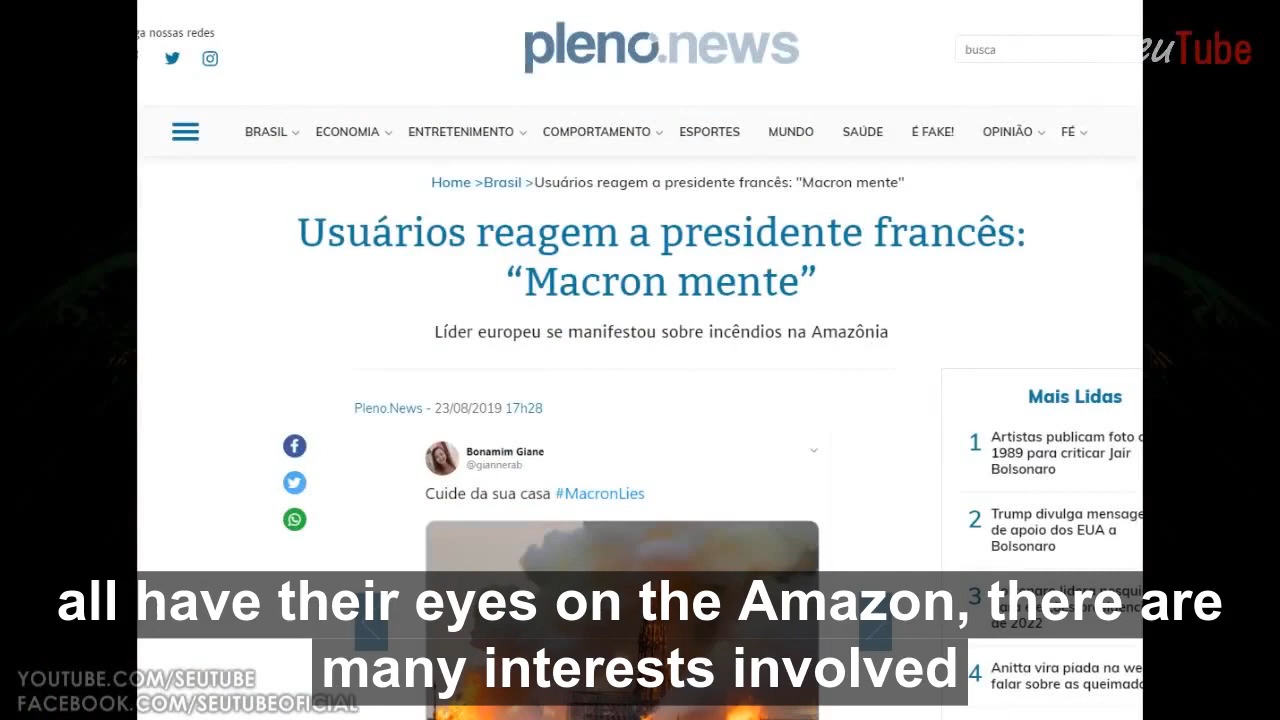 ga nossas redes
pleno.news
busca
euTube
BRASIL
ECONOMIA
ENTRETENIMENTO
COMPORTAMENTO
ESPORTES
MUNDO
SAÚDE
É FAKE!
OPINIÃO
FÉ
Home >Brasil >Usuários reagem a presidente francês: "Macron mente"
Usuários reagem a presidente francês:
“Macron mente”
Líder europeu se manifestou sobre incêndios na Amazônia
Pleno.News - 23/08/2019 17h28
Bonamim Giane
@giannerab
Cuide da sua casa #MacronLies
Mais Lidas
1 Artistas publicam foto
1989 para criticar Jair
Bolsonaro
2 Trump divulga mensage
de apoio dos EUA a
Bolsonaro
3
de 2022
4 Anitta vira piada na we
falar sobre as queimad
all have their eyes on the Amazon, there are
many interests involved
YOUTUBE.COM/SEUTUBE
FACEBOOK.COM/SEUTUBEOFICIAL